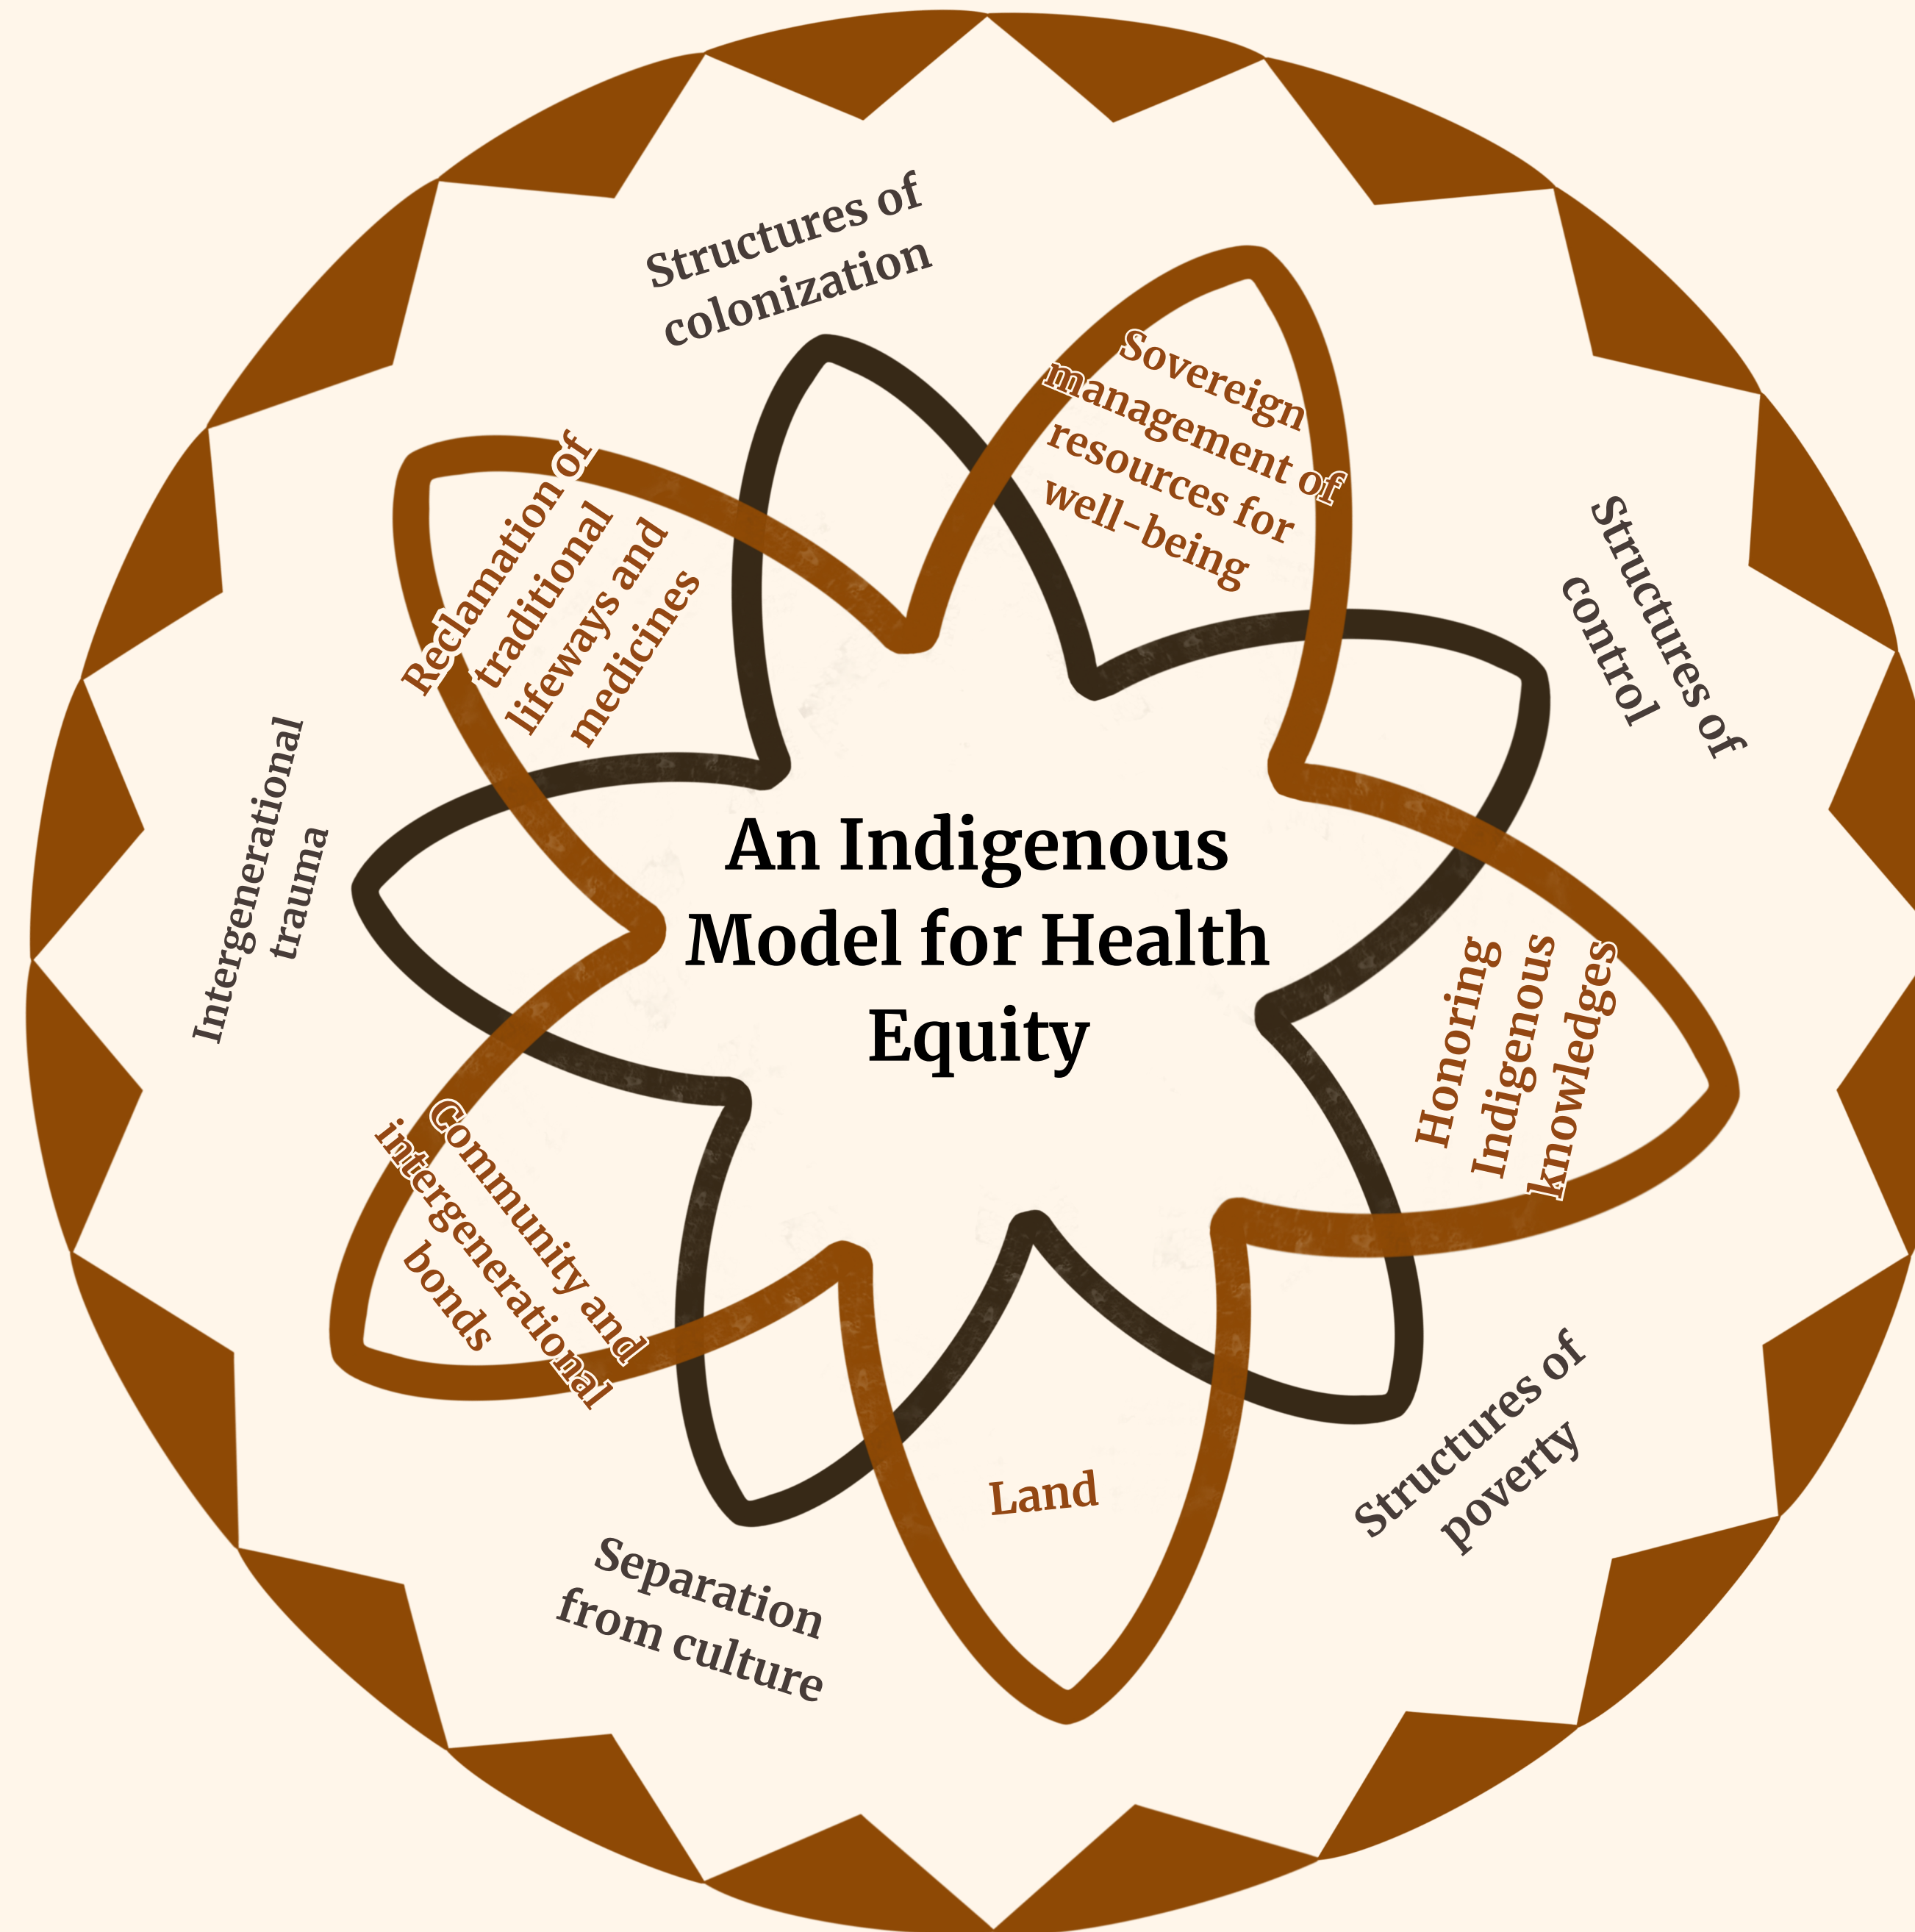 Structures of
colonization
Sovereign
management of
resources for
well-being
Structures of
control
Reclamation of
traditional
lifeways and
medicines
Intergenerational
trauma
An Indigenous
Model for Health
Equity
Honoring
Indigenous
knowledges
Community and
intergenerational
bonds
Land
Structures of
poverty
Separation
from culture